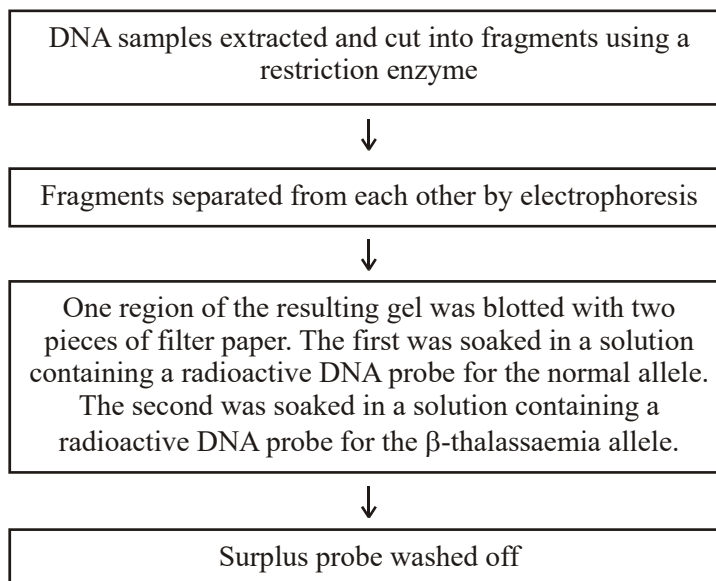 DNA samples extracted and cut into fragments using a
restriction enzyme
Fragments separated from each other by electrophoresis
One region of the resulting gel was blotted with two
pieces of filter paper. The first was soaked in a solution
containing a radioactive DNA probe for the normal allele.
The second was soaked in a solution containing a
radioactive DNA probe for the β-thalassaemia allele.
Surplus probe washed off